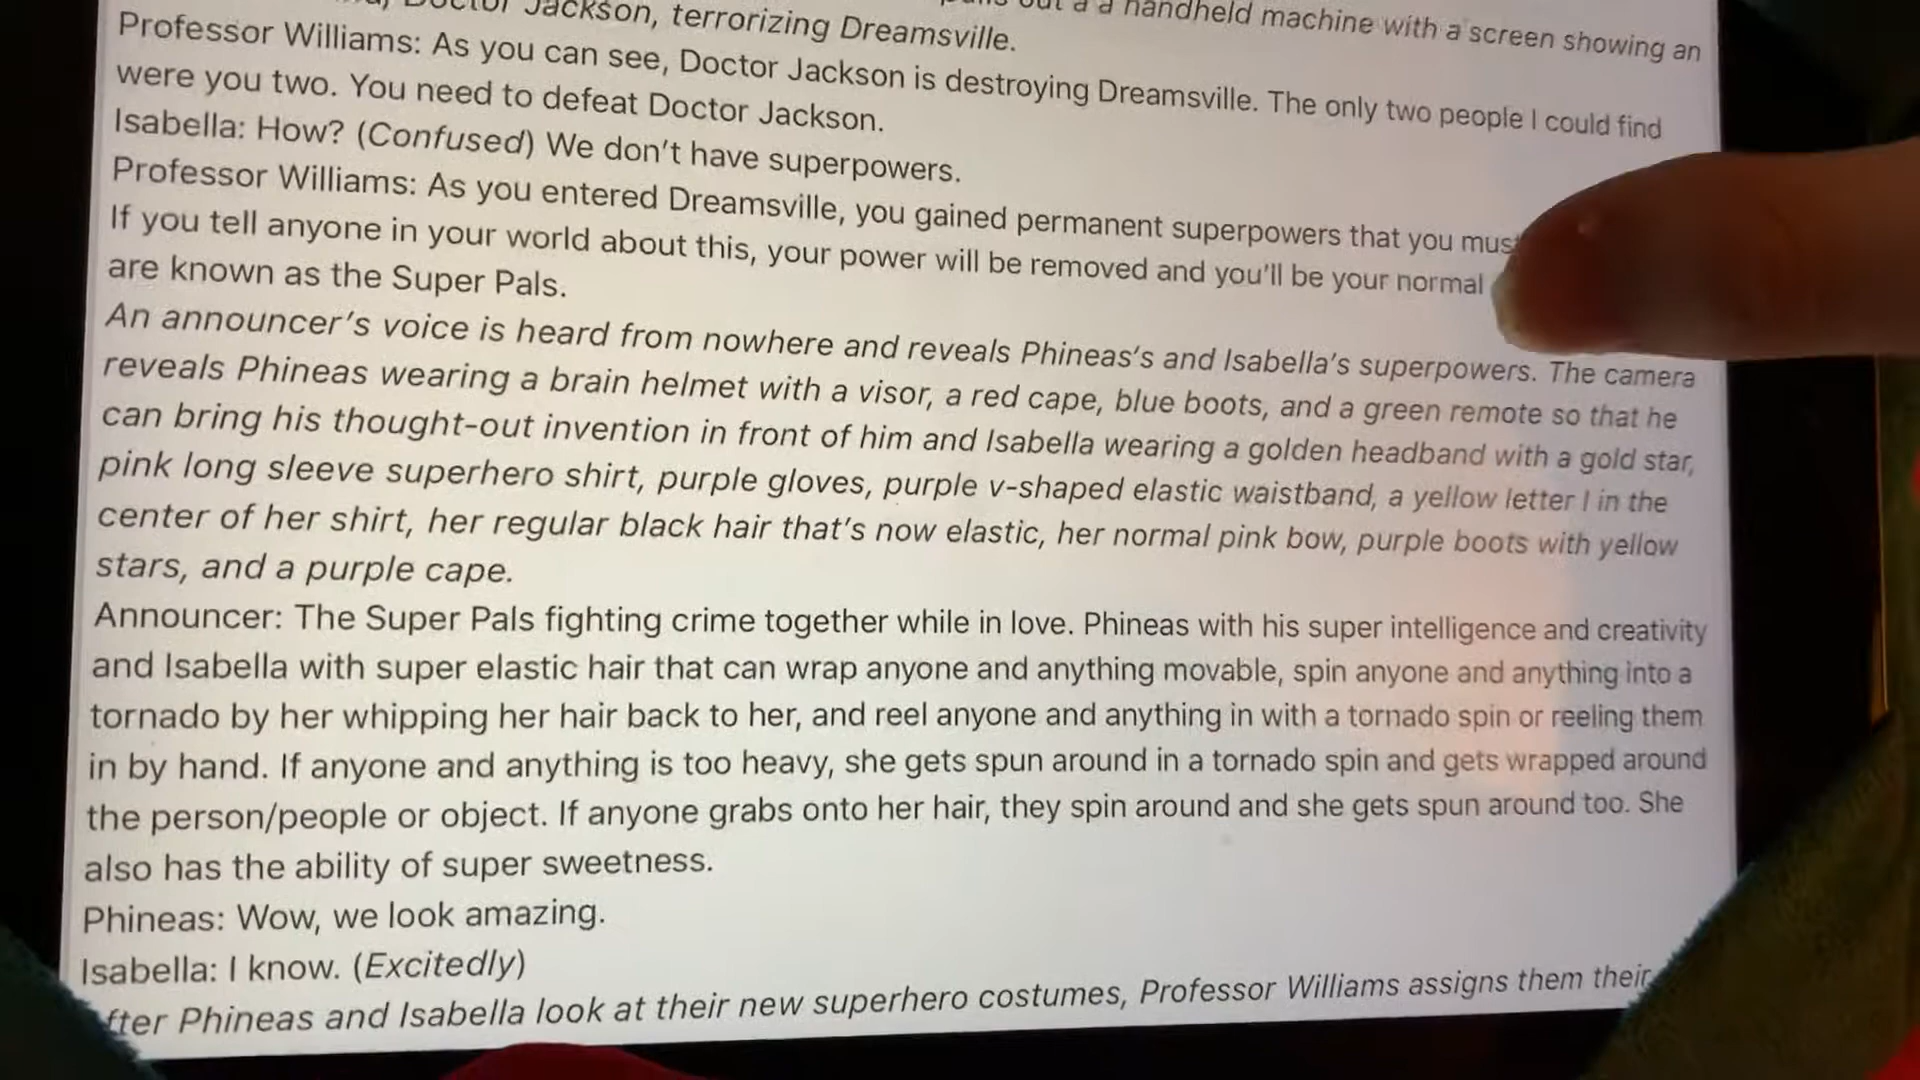 Doctor Jackson, terrorizing Dreamsville.
out a a handheld machine with a screen showing an
Professor Williams: As you can see, Doctor Jackson is destroying Dreamsville. The only two people I could find
were you two. You need to defeat Doctor Jackson.
Isabella: How? (Confused) We don't have superpowers.
Professor Williams: As you entered Dreamsville, you gained permanent superpowers that you
If you tell anyone in your world about this, your power will be removed and you'll be your normal
are known as the Super Pals.
An announcer's voice is heard from nowhere and reveals Phineas's and Isabella's superpowers. The camera
reveals Phineas wearing a brain helmet with a visor, a red cape, blue boots, and a green remote so that he
can bring his thought-out invention in front of him and Isabella wearing a golden headband with a gold star,
pink long sleeve superhero shirt, purple gloves, purple v-shaped elastic waistband, a yellow letter I in the
center of her shirt, her regular black hair that's now elastic, her normal pink bow, purple boots with yellow
stars, and a purple cape.
Announcer: The Super Pals fighting crime together while in love. Phineas with his super intelligence and creativity
and Isabella with super elastic hair that can wrap anyone and anything movable, spin anyone and anything into a
tornado by her whipping her hair back to her, and reel anyone and anything in with a tornado spin or reeling them
in by hand. If anyone and anything is too heavy, she gets spun around in a tornado spin and gets wrapped around
the person/people or object. If anyone grabs onto her hair, they spin around and she gets spun around too. She
also has the ability of super sweetness.
Phineas: Wow, we look amazing.
Isabella: I know. (Excitedly)
fter Phineas and Isabella look at their new superhero costumes, Professor Williams assigns them their